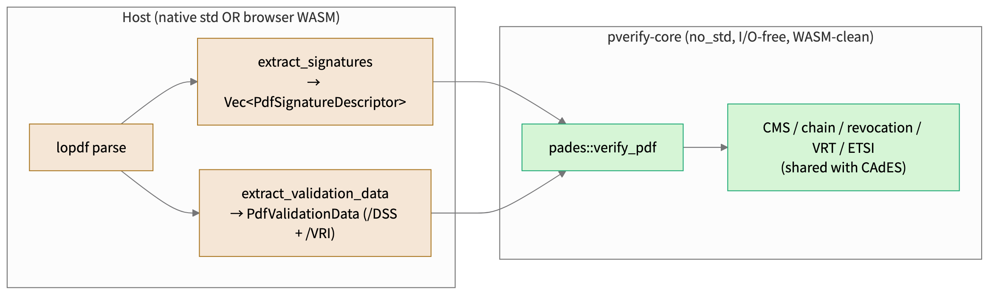 Host (native std OR browser WASM)
extract_signatures
→
Vec<PdfSignatureDescriptor>
lopdf parse
extract_validation_data
→ PdfValidationData (/DSS
+ /VRI)
pverify-core (no_std, I/O-free, WASM-clean)
pades::verify_pdf
CMS / chain / revocation /
VRT / ETSI
(shared with CAdES)